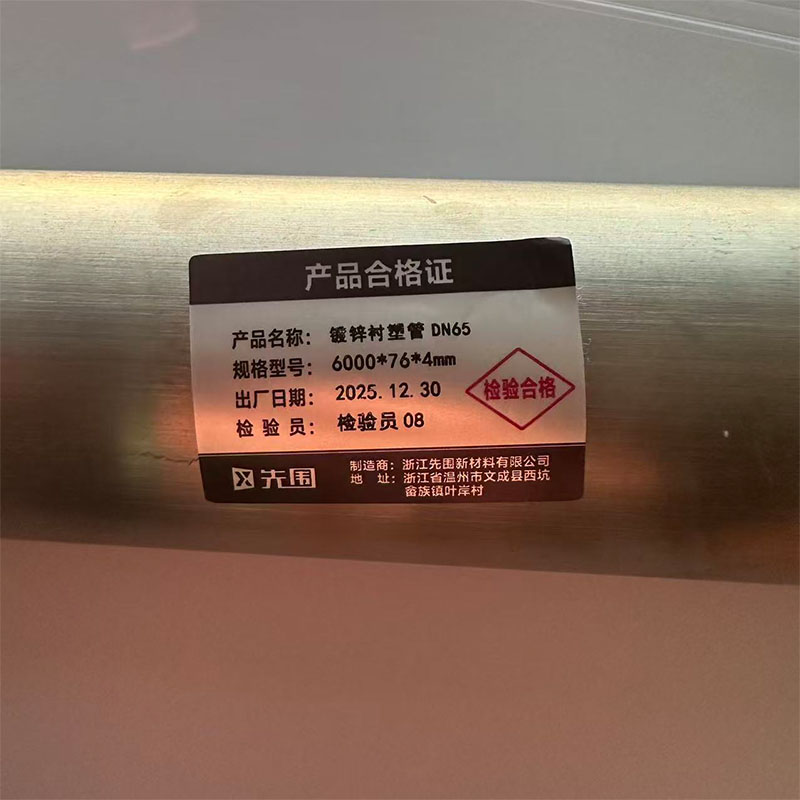 产品合格证
产品名称：镀锌衬塑管 DN65
规格型号：6000*76*4mm
出厂日期：2025.12.30
检验员：检验员 08
检验合格
先围
制造商：浙江先围新材料有限公司
地 址：浙江省温州市文成县西坑
畲族镇叶岸村